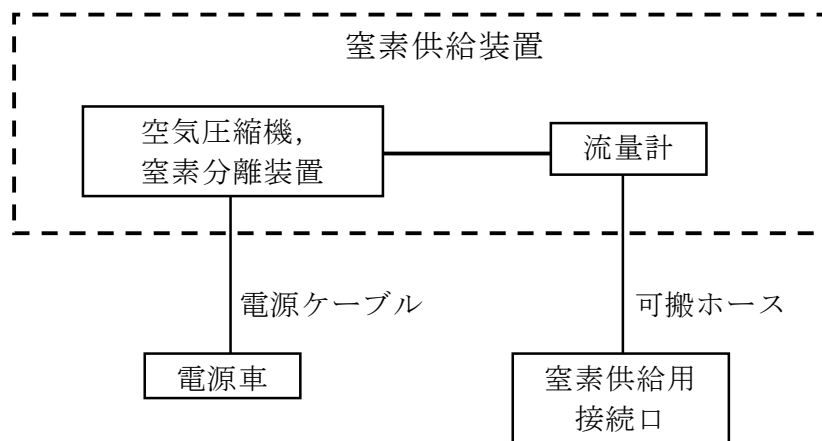 窒素供給装置
空気圧縮機,
窒素分離装置
流量計
電源ケーブル
可搬ホース
電源車
窒素供給用
接続口